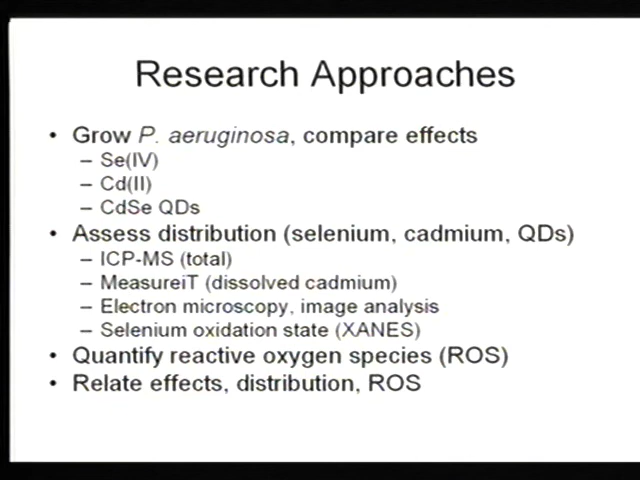 Research Approaches
• Grow P. aeruginosa, compare effects
– Se(IV)
– Cd(II)
– CdSe QDs
• Assess distribution (selenium, cadmium, QDs)
– ICP-MS (total)
– MeasureiT (dissolved cadmium)
– Electron microscopy, image analysis
– Selenium oxidation state (XANES)
• Quantify reactive oxygen species (ROS)
• Relate effects, distribution, ROS